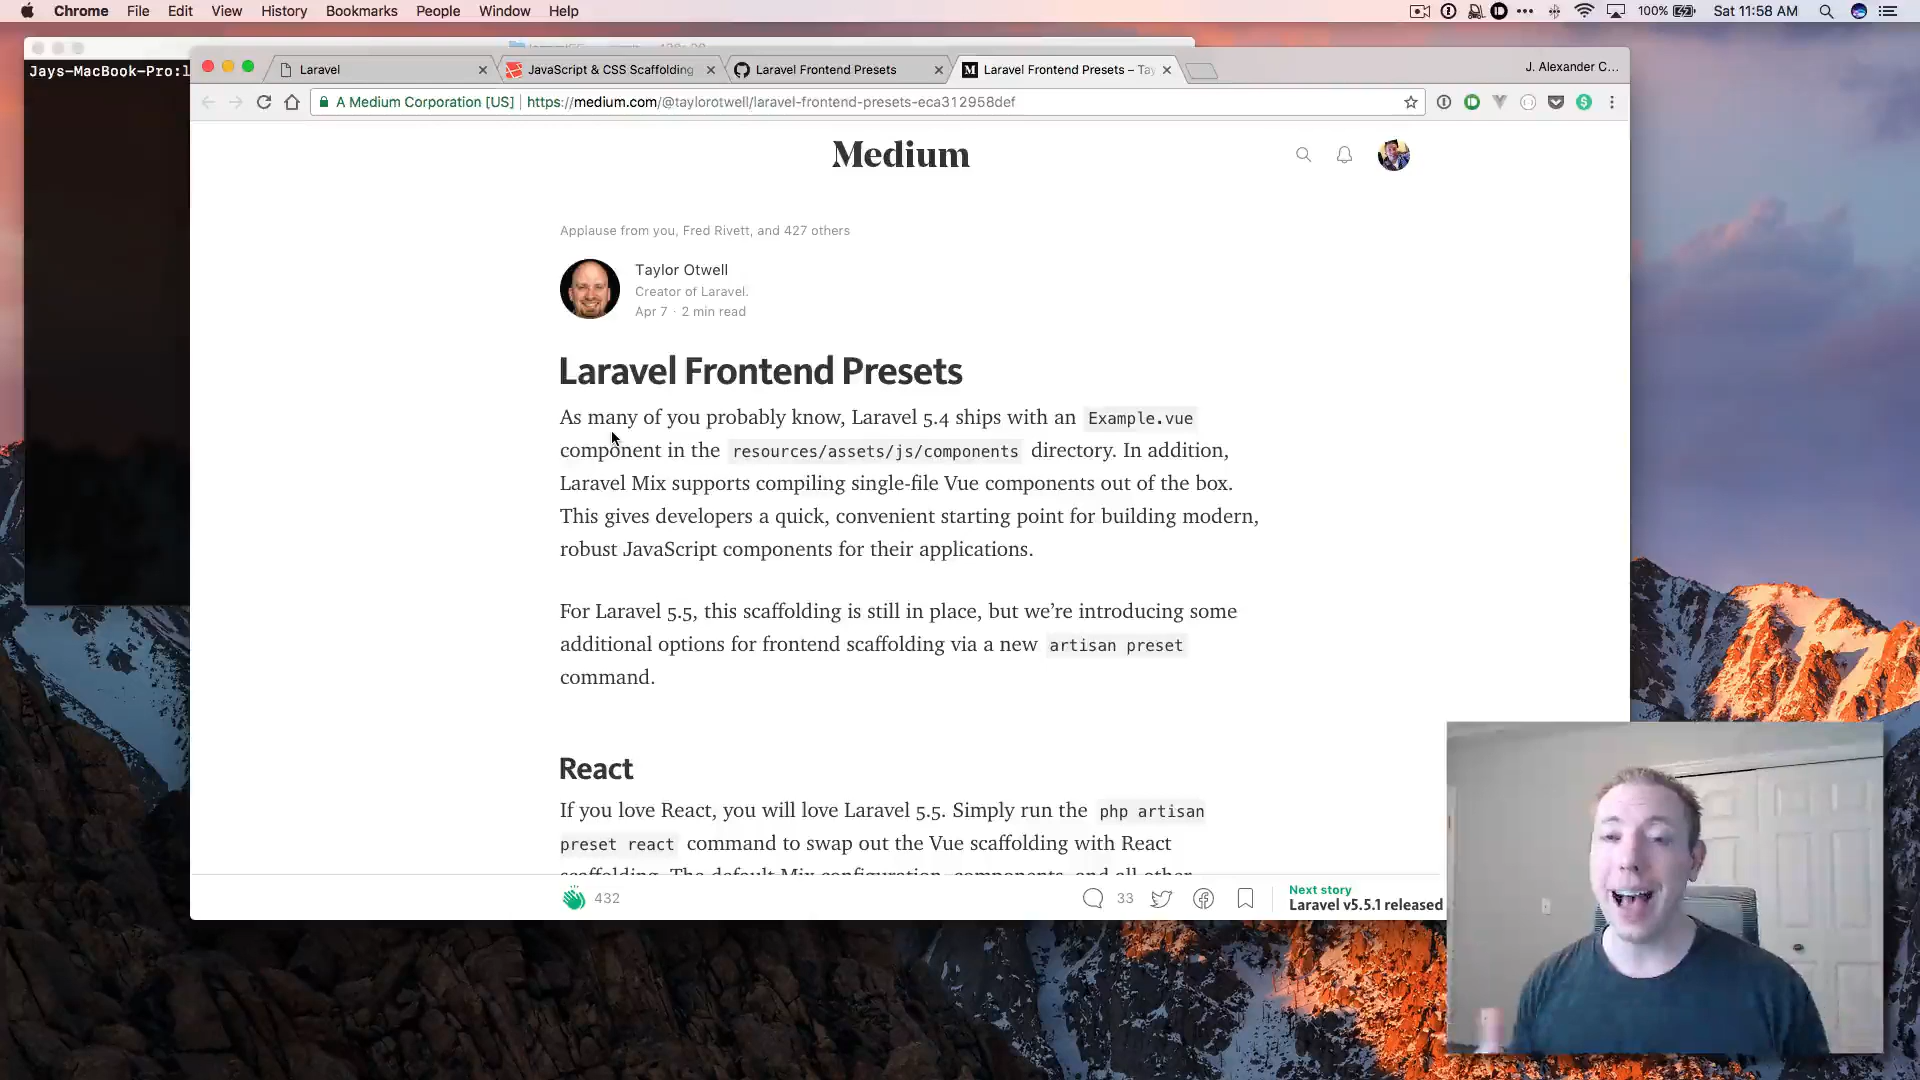 Chrome File Edit View History Bookmarks People Window Help
100% Sat 11:58 AM
Jays-MacBook-Pro:l
Laravel
JavaScript & CSS Scaffolding
Laravel Frontend Presets
Laravel Frontend Presets – Tay
J. Alexander C...
A Medium Corporation [US] https://medium.com/@taylorotwell/laravel-frontend-presets-eca312958def
Medium
Applause from you, Fred Rivett, and 427 others
Taylor Otwell
Creator of Laravel.
Apr 7 · 2 min read
Laravel Frontend Presets
As many of you probably know, Laravel 5.4 ships with an Example.vue
component in the resources/assets/js/components directory. In addition,
Laravel Mix supports compiling single-file Vue components out of the box.
This gives developers a quick, convenient starting point for building modern,
robust JavaScript components for their applications.
For Laravel 5.5, this scaffolding is still in place, but we’re introducing some
additional options for frontend scaffolding via a new artisan preset
command.
React
If you love React, you will love Laravel 5.5. Simply run the php artisan
preset react command to swap out the Vue scaffolding with React
scaffolding. The default Mix configuration, components, and all other
432
33
Next story
Laravel v5.5.1 released